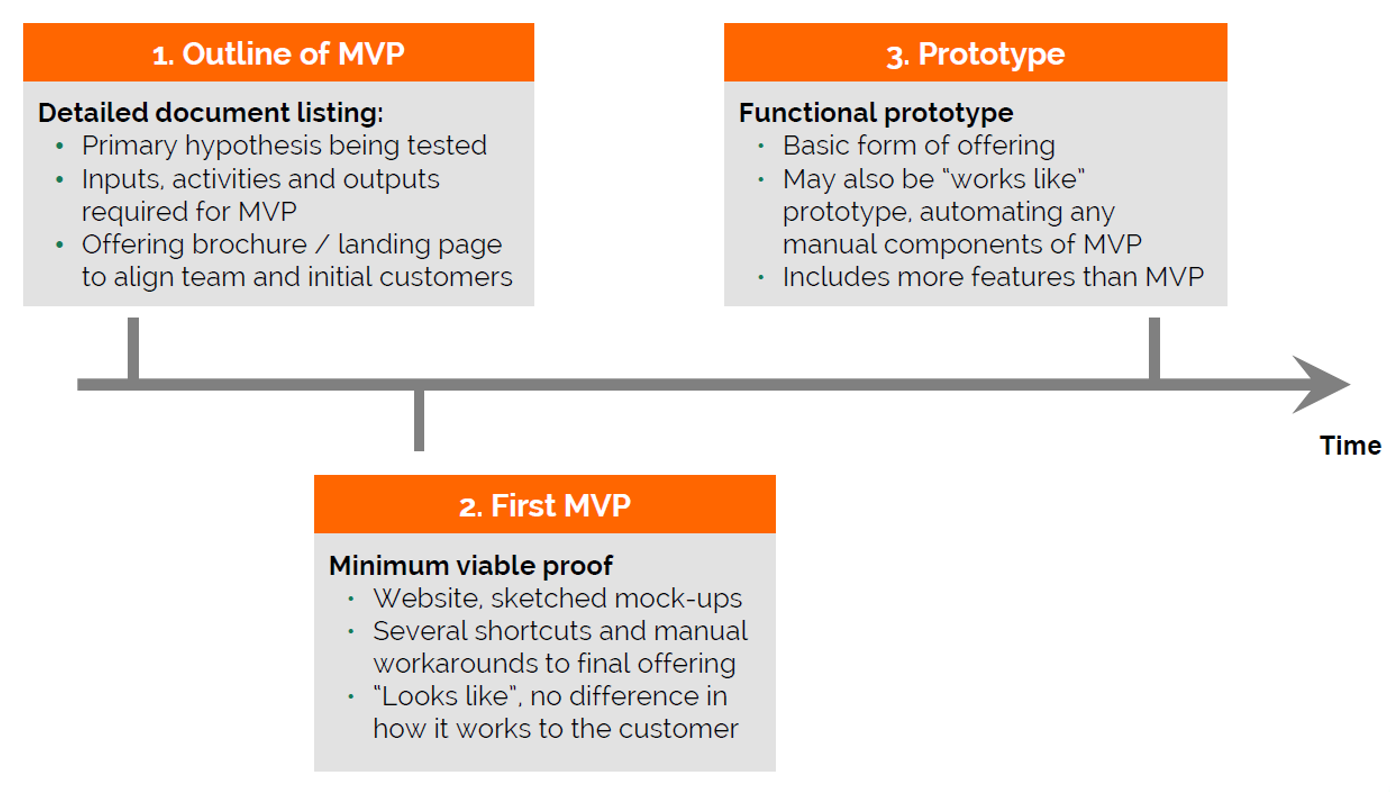 1. Outline of MVP
Detailed document listing:
• Primary hypothesis being tested
• Inputs, activities and outputs
required for MVP
• Offering brochure / landing page
to align team and initial customers
3. Prototype
Functional prototype
• Basic form of offering
• May also be “works like”
prototype, automating any
manual components of MVP
• Includes more features than MVP
Time
2. First MVP
Minimum viable proof
• Website, sketched mock-ups
• Several shortcuts and manual
workarounds to final offering
• “Looks like”, no difference in
how it works to the customer